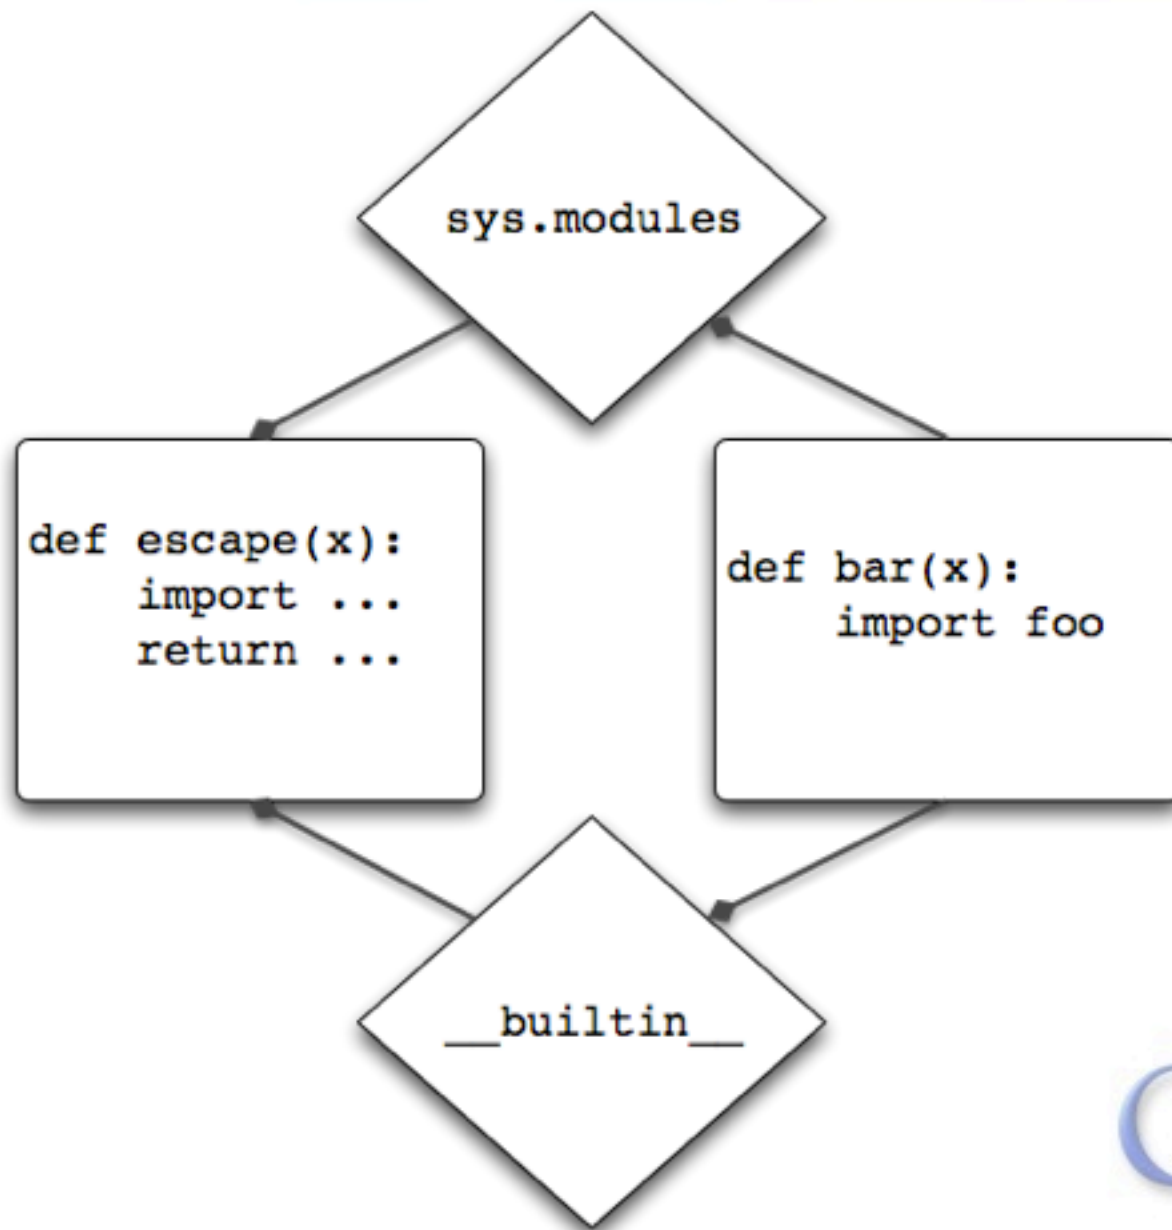 sys.modules
def escape(x):
    import ...
    return ...
def bar(x):
    import foo
__builtin__